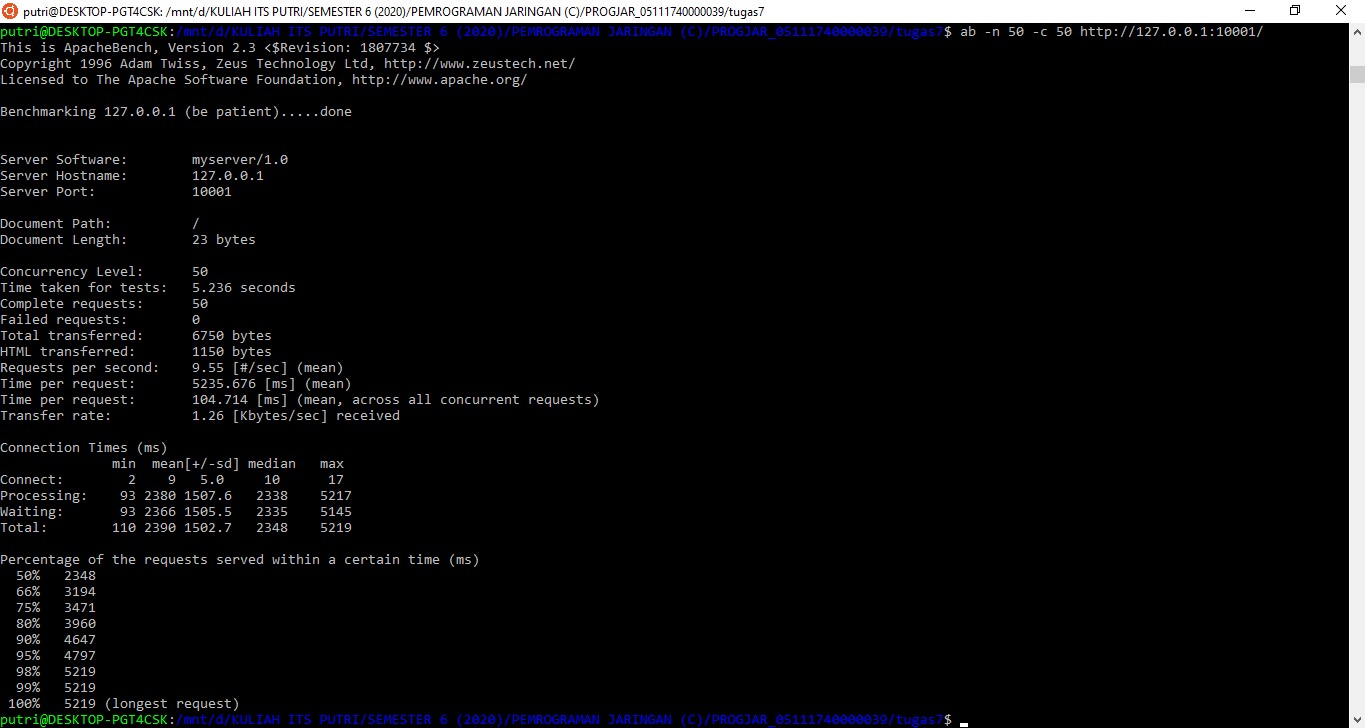 putri@DESKTOP-PGT4CSK: /mnt/d/KULIAH ITS PUTRI/SEMESTER 6 (2020)/PEMROGRAMAN JARINGAN (C)/PROGJAR_05111740000039/tugas7
putri@DESKTOP-PGT4CSK:/mnt/d/KULIAH ITS PUTRI/SEMESTER 6 (2020)/PEMROGRAMAN JARINGAN (C)/PROGJAR_05111740000039/tugas7$ ab -n 50 -c 50 http://127.0.0.1:10001/
This is ApacheBench, Version 2.3 <$Revision: 1807734 $>
Copyright 1996 Adam Twiss, Zeus Technology Ltd, http://www.zeustech.net/
Licensed to The Apache Software Foundation, http://www.apache.org/
Benchmarking 127.0.0.1 (be patient).....done
Server Software:        myserver/1.0
Server Hostname:        127.0.0.1
Server Port:            10001
Document Path:          /
Document Length:        23 bytes
Concurrency Level:      50
Time taken for tests:   5.236 seconds
Complete requests:      50
Failed requests:        0
Total transferred:      6750 bytes
HTML transferred:       1150 bytes
Requests per second:    9.55 [#/sec] (mean)
Time per request:       5235.676 [ms] (mean)
Time per request:       104.714 [ms] (mean, across all concurrent requests)
Transfer rate:          1.26 [Kbytes/sec] received
Connection Times (ms)
              min  mean[+/-sd] median   max
Connect:        2    9   5.0     10      17
Processing:    93 2380 1507.6   2338    5217
Waiting:       93 2366 1505.5   2335    5145
Total:        110 2390 1502.7   2348    5219
Percentage of the requests served within a certain time (ms)
  50%   2348
  66%   3194
  75%   3471
  80%   3960
  90%   4647
  95%   4797
  98%   5219
  99%   5219
 100%   5219 (longest request)
putri@DESKTOP-PGT4CSK:/mnt/d/KULIAH ITS PUTRI/SEMESTER 6 (2020)/PEMROGRAMAN JARINGAN (C)/PROGJAR_05111740000039/tugas7$